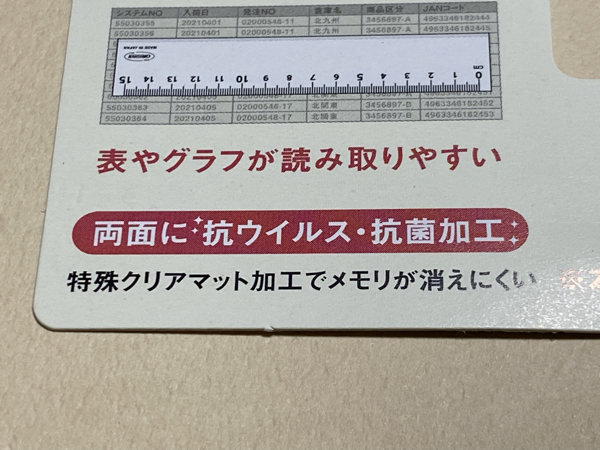 システムNO 入荷日 発注NO 倉庫名 商品区分 JANコード
55030355 20210401 02000548-11 北九州 3456897-A 4963346182445
55030356 20210401 02000548-11 北九州 3456897-A
MADE IN JAPAN
15 14 13 12 11 10 9 8 7 6 5 4 3 2 1 0 cm
55030363 20210405 02000548-17 北関東 3456897-B 4963346182452
55030364 20210405 02000548-17 北関東 3456897-B 4963346182453
表やグラフが読み取りやすい
両面に抗ウイルス・抗菌加工
特殊クリアマット加工でメモリが消えにくい